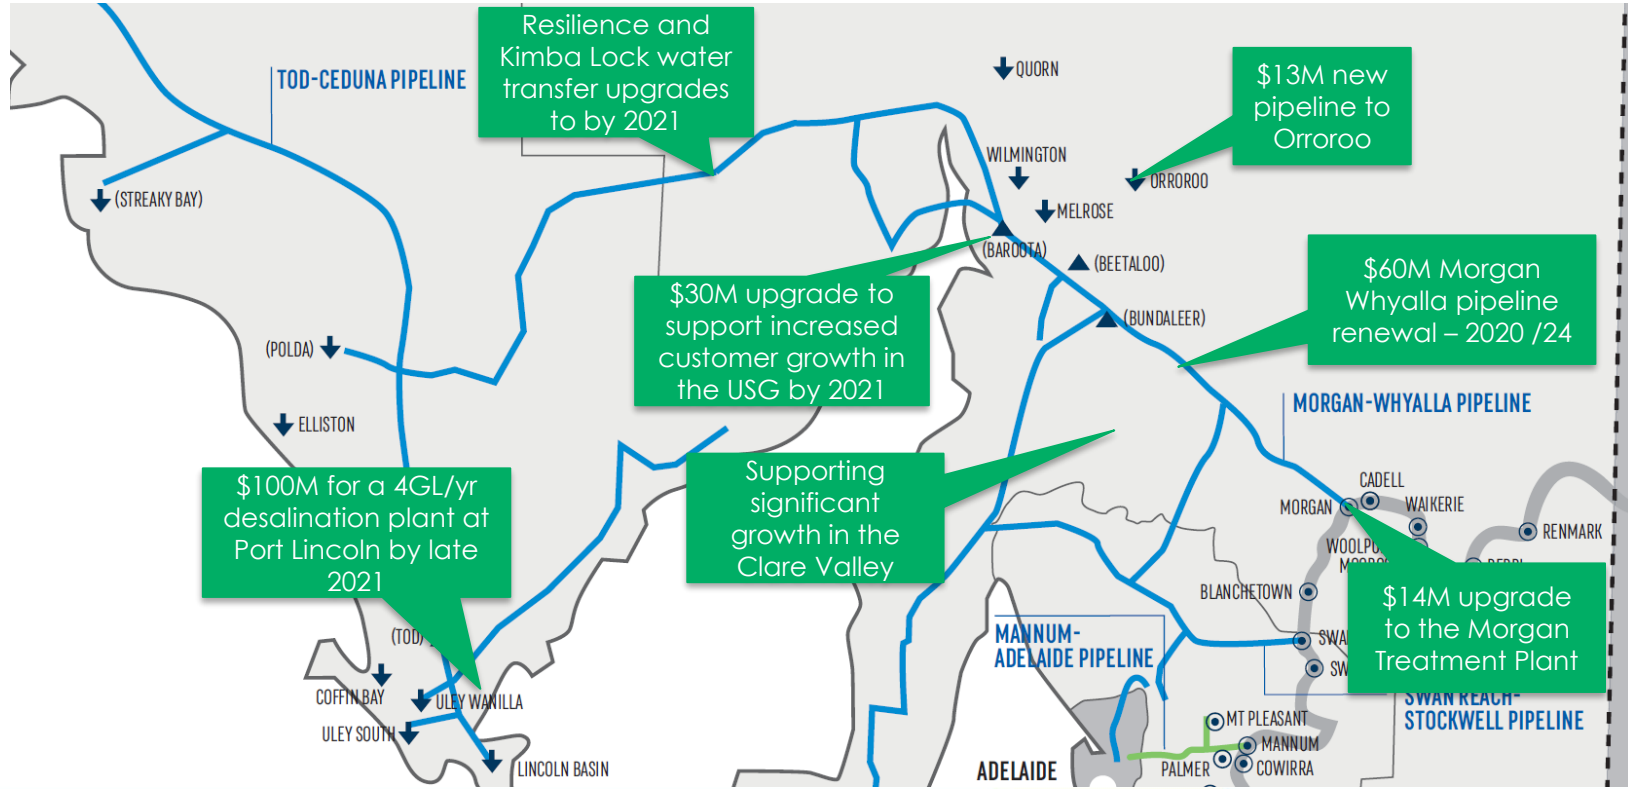 Resilience and
Kimba Lock water
transfer upgrades
to by 2021
TOD-CEDUNA PIPELINE
QUORN
$13M new
pipeline to
Orroroo
WILMINGTON
(STREAKY BAY)
ORROROO
MELROSE
(BAROOTA)
(BEETALOO)
$30M upgrade to
support increased
customer growth in
the USG by 2021
$60M Morgan
Whyalla pipeline
renewal – 2020 /24
(BUNDALEER)
(POLDA)
MORGAN-WHYALLA PIPELINE
ELLISTON
$100M for a 4GL/yr
desalination plant at
Port Lincoln by late
2021
Supporting
significant
growth in the
Clare Valley
CADELL
MORGAN
WAIKERIE
RENMARK
BLANCHETOWN
$14M upgrade
to the Morgan
Treatment Plant
(TOD)
MANNUM-
ADELAIDE PIPELINE
COFFIN BAY
ULEY WANILLA
SWAN REACH-
STOCKWELL PIPELINE
ULEY SOUTH
MT PLEASANT
MANNUM
LINCOLN BASIN
ADELAIDE
PALMER
COWIRRA